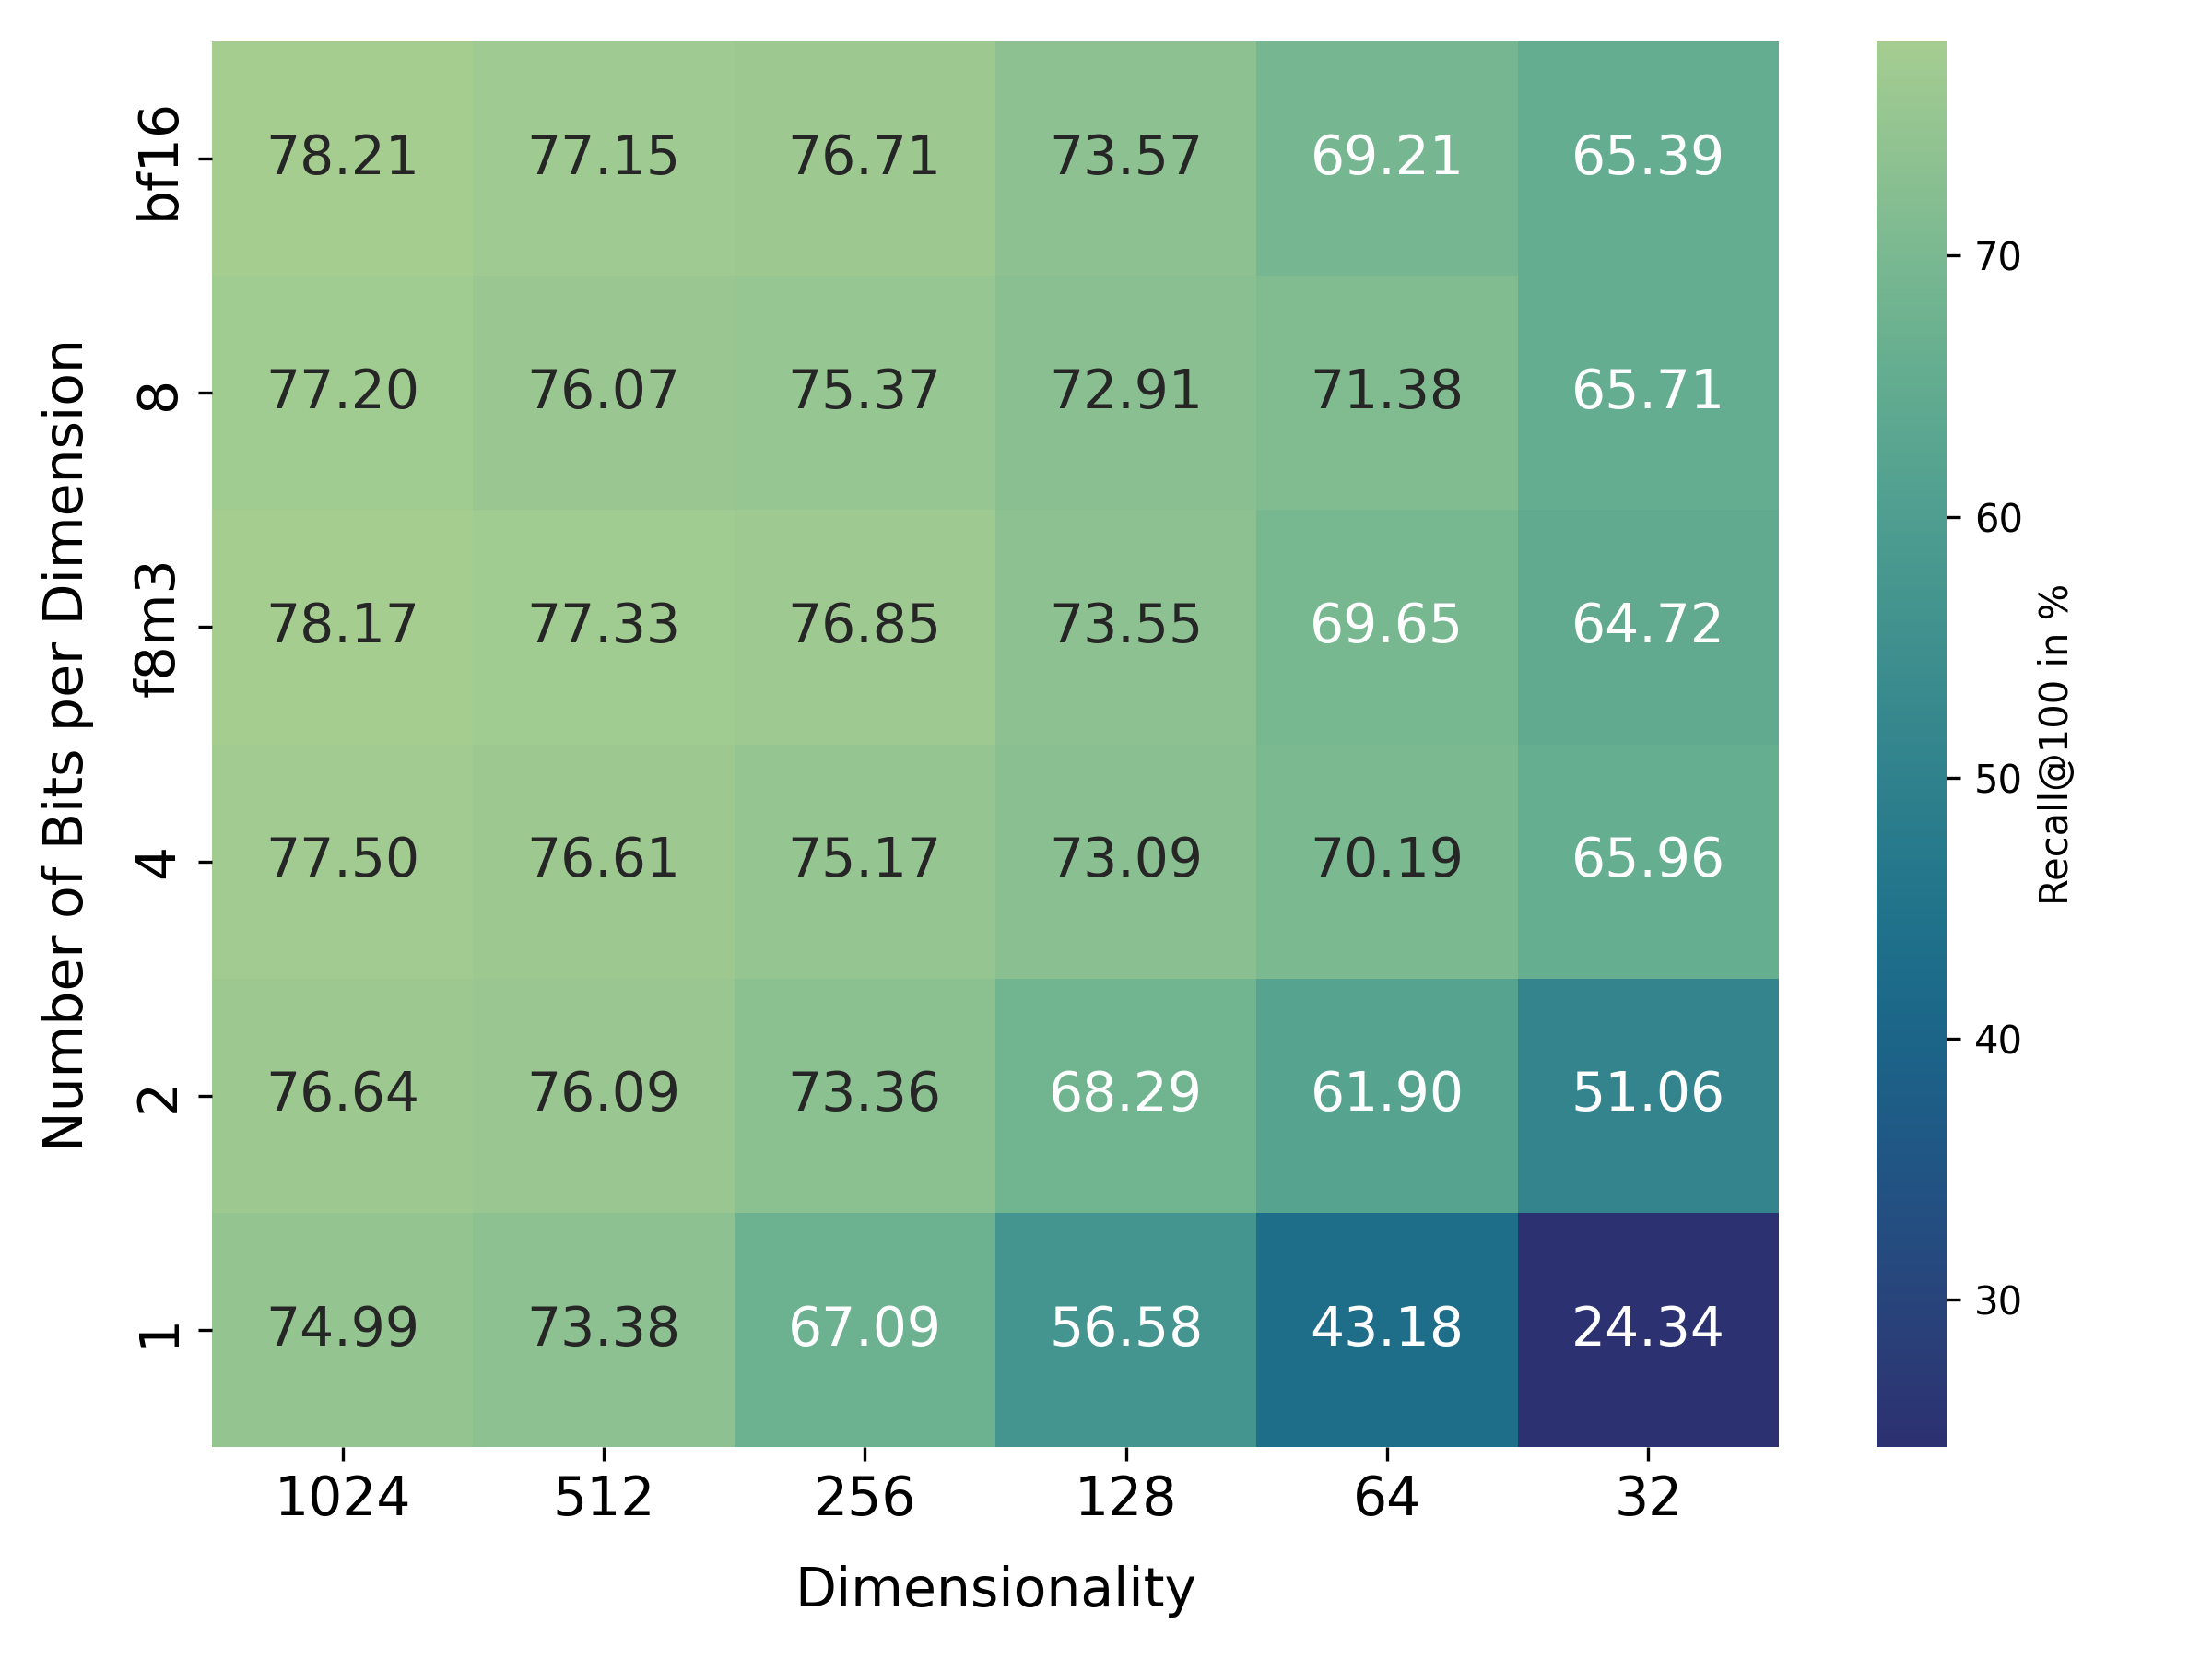 Number of Bits per Dimension
bf16 78.21 77.15 76.71 73.57 69.21 65.39
8 77.20 76.07 75.37 72.91 71.38 65.71
f8m3 78.17 77.33 76.85 73.55 69.65 64.72
4 77.50 76.61 75.17 73.09 70.19 65.96
2 76.64 76.09 73.36 68.29 61.90 51.06
1 74.99 73.38 67.09 56.58 43.18 24.34
1024 512 256 128 64 32
Dimensionality
70
60
50
40
30
Recall@100 in %